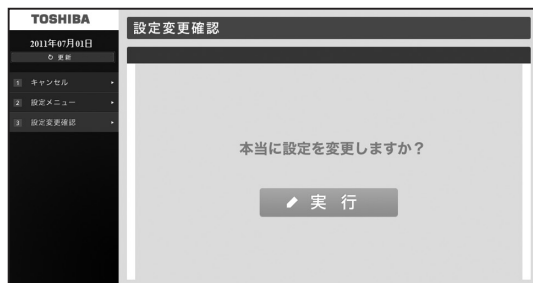 TOSHIBA
2011年07月01日
更新
1 キャンセル
2 設定メニュー
3 設定変更確認
設定変更確認
本当に設定を変更しますか？
実 行